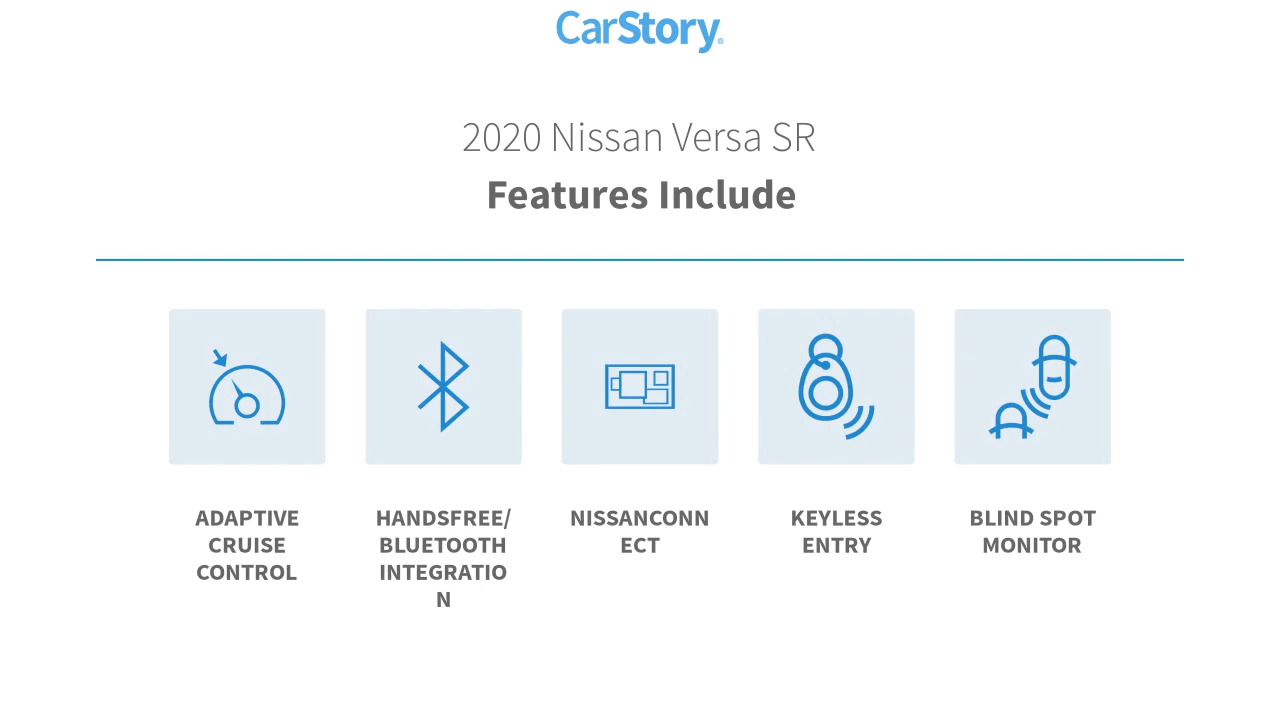 CarStory®
2020 Nissan Versa SR
Features Include
ADAPTIVE
CRUISE
CONTROL
HANDSFREE/
BLUETOOTH
INTEGRATIO
N
NISSANCONN
ECT
KEYLESS
ENTRY
BLIND SPOT
MONITOR